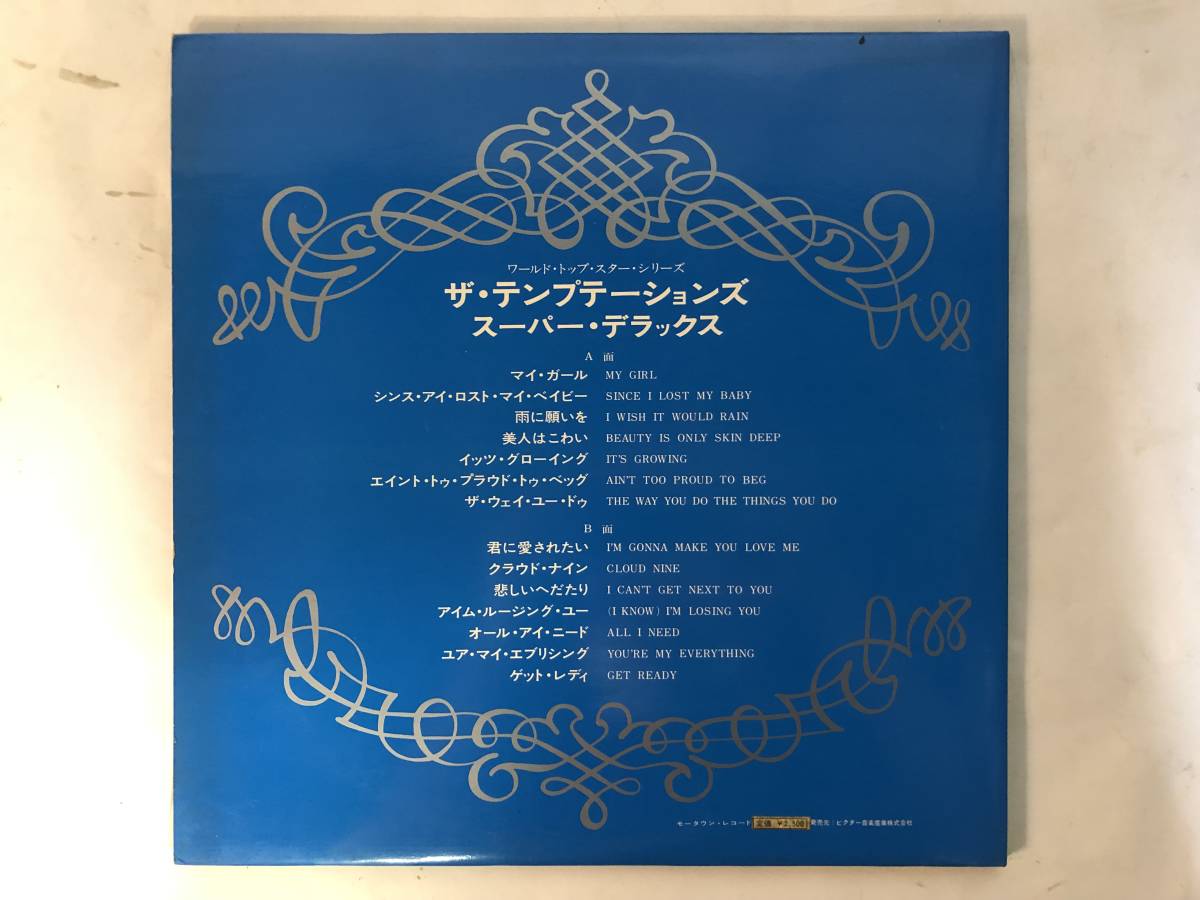 ワールド・トップ・スター・シリーズ
ザ・テンプテーションズ
スーパー・デラックス
A 面
マイ・ガール MY GIRL
シンス・アイ・ロスト・マイ・ベイビー SINCE I LOST MY BABY
雨に願いを I WISH IT WOULD RAIN
美人はこわい BEAUTY IS ONLY SKIN DEEP
イッツ・グローイング IT'S GROWING
エイント・トゥ・プラウド・トゥ・ベッグ AIN'T TOO PROUD TO BEG
ザ・ウェイ・ユー・ドゥ THE WAY YOU DO THE THINGS YOU DO
B 面
君に愛されたい I'M GONNA MAKE YOU LOVE ME
クラウド・ナイン CLOUD NINE
悲しいへだたり I CAN'T GET NEXT TO YOU
アイム・ルージング・ユー (I KNOW) I'M LOSING YOU
オール・アイ・ニード ALL I NEED
ユア・マイ・エブリシング YOU'RE MY EVERYTHING
ゲット・レディ GET READY
モータウン・レコード 定価 ¥2,300 発売元：ビクター音楽産業株式会社